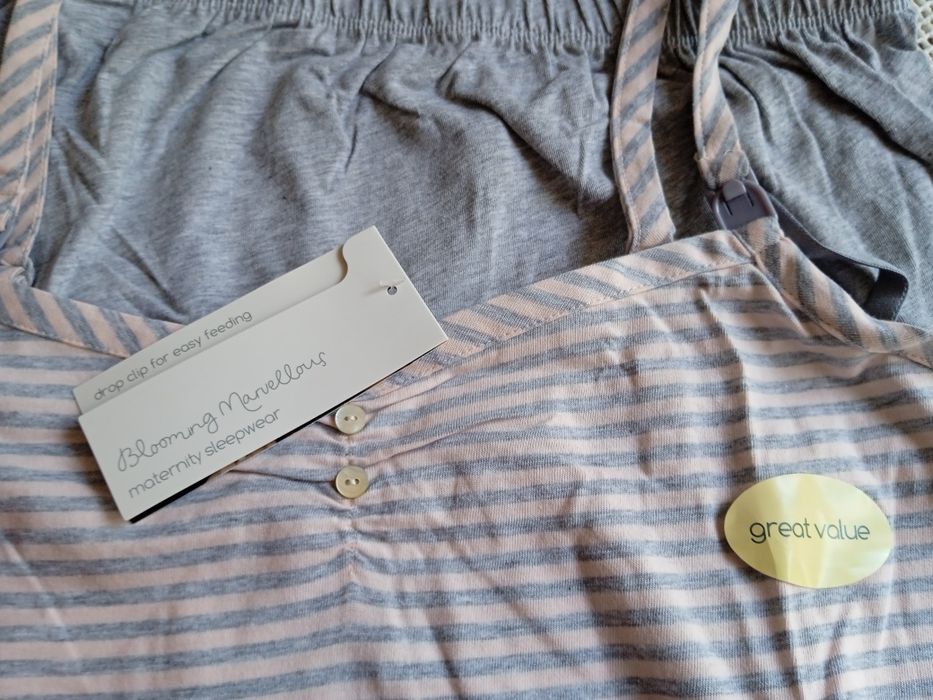 drop clip for easy feeding
Blooming Marvellous
maternity sleepwear
great value